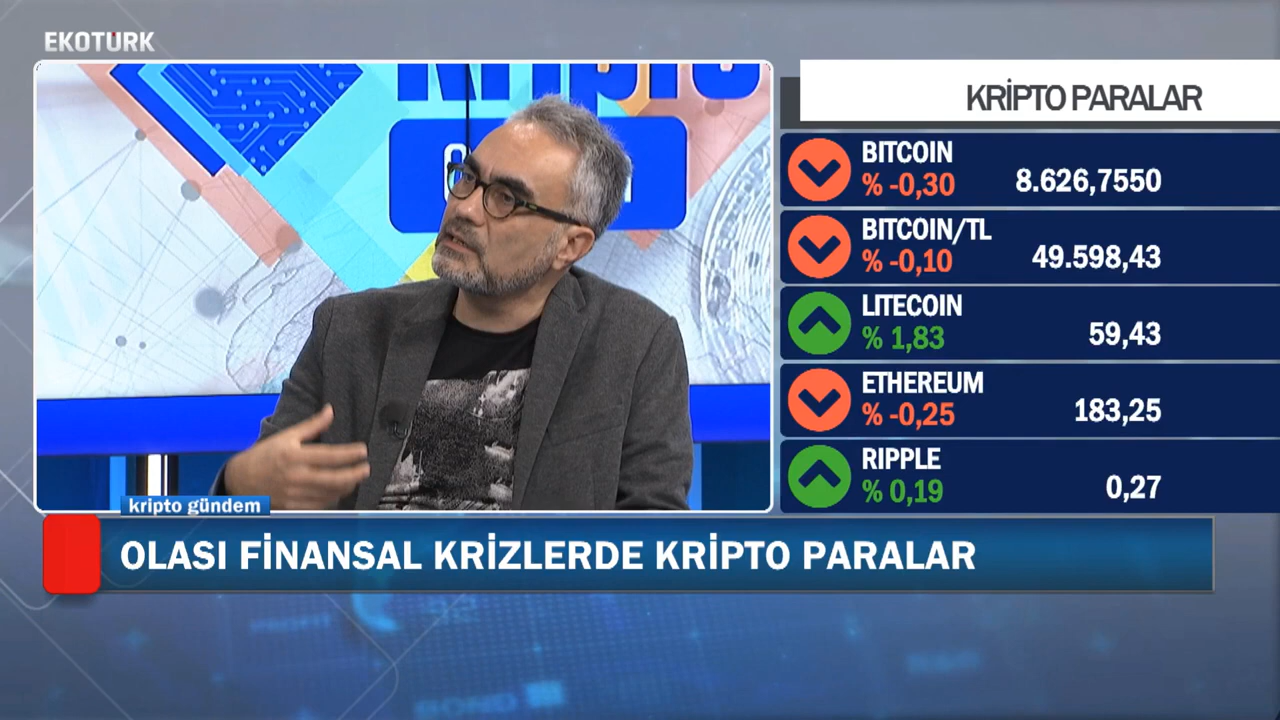 EKOTÜRK
kripto
KRİPTO PARALAR
BITCOIN
% -0,30
8.626,7550
BITCOIN/TL
% -0,10
49.598,43
LITECOIN
% 1,83
59,43
ETHEREUM
% -0,25
183,25
RIPPLE
% 0,19
0,27
kripto gündem
OLASI FİNANSAL KRİZLERDE KRİPTO PARALAR
BOND